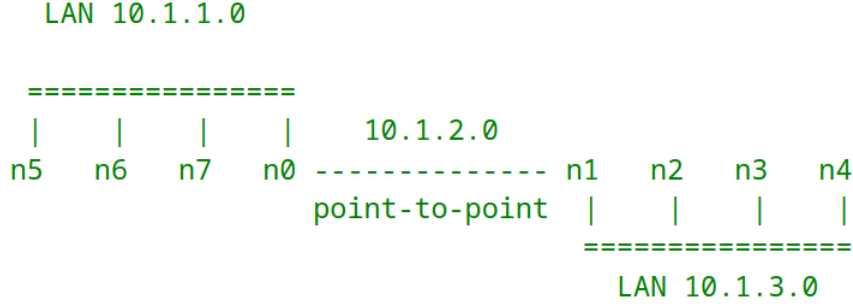 LAN 10.1.1.0
================
|    |    |    |    10.1.2.0
n5   n6   n7   n0 -------------- n1   n2   n3   n4
point-to-point  |    |    |    |
================
LAN 10.1.3.0